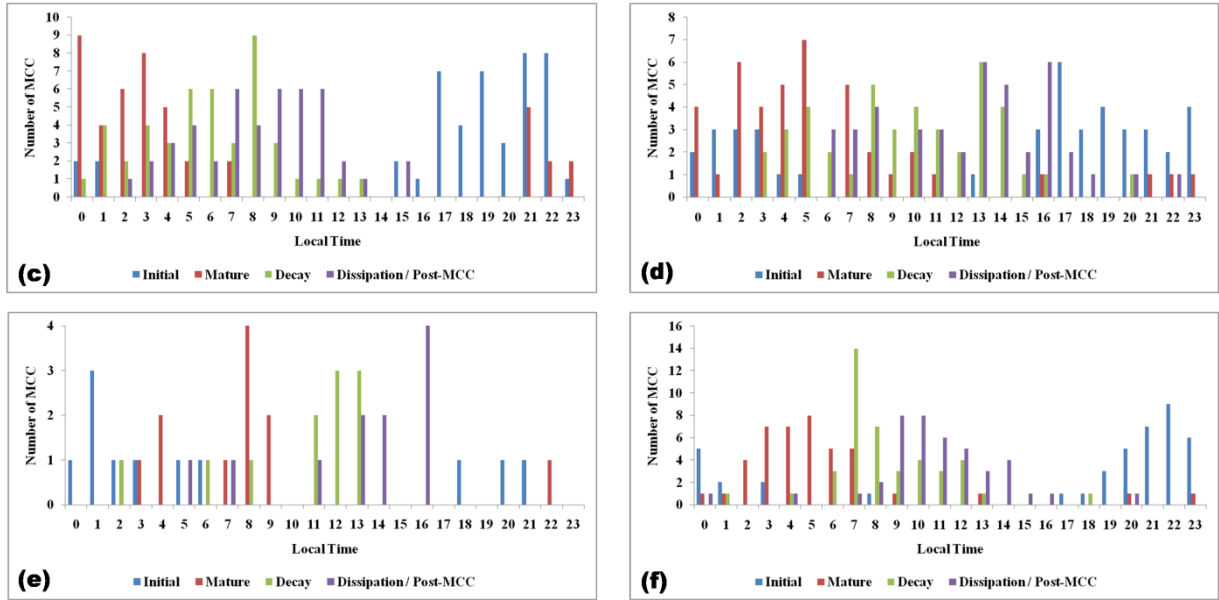 10
9
8
7
6
5
4
3
2
1
0
Number of MCC
0 1 2 3 4 5 6 7 8 9 10 11 12 13 14 15 16 17 18 19 20 21 22 23
Local Time
(c)
Initial Mature Decay Dissipation / Post-MCC
8
7
6
5
4
3
2
1
0
Number of MCC
0 1 2 3 4 5 6 7 8 9 10 11 12 13 14 15 16 17 18 19 20 21 22 23
Local Time
(d)
Initial Mature Decay Dissipation / Post-MCC
4
3
2
1
0
Number of MCC
0 1 2 3 4 5 6 7 8 9 10 11 12 13 14 15 16 17 18 19 20 21 22 23
Local Time
(e)
Initial Mature Decay Dissipation / Post-MCC
16
14
12
10
8
6
4
2
0
Number of MCC
0 1 2 3 4 5 6 7 8 9 10 11 12 13 14 15 16 17 18 19 20 21 22 23
Local Time
(f)
Initial Mature Decay Dissipation / Post-MCC